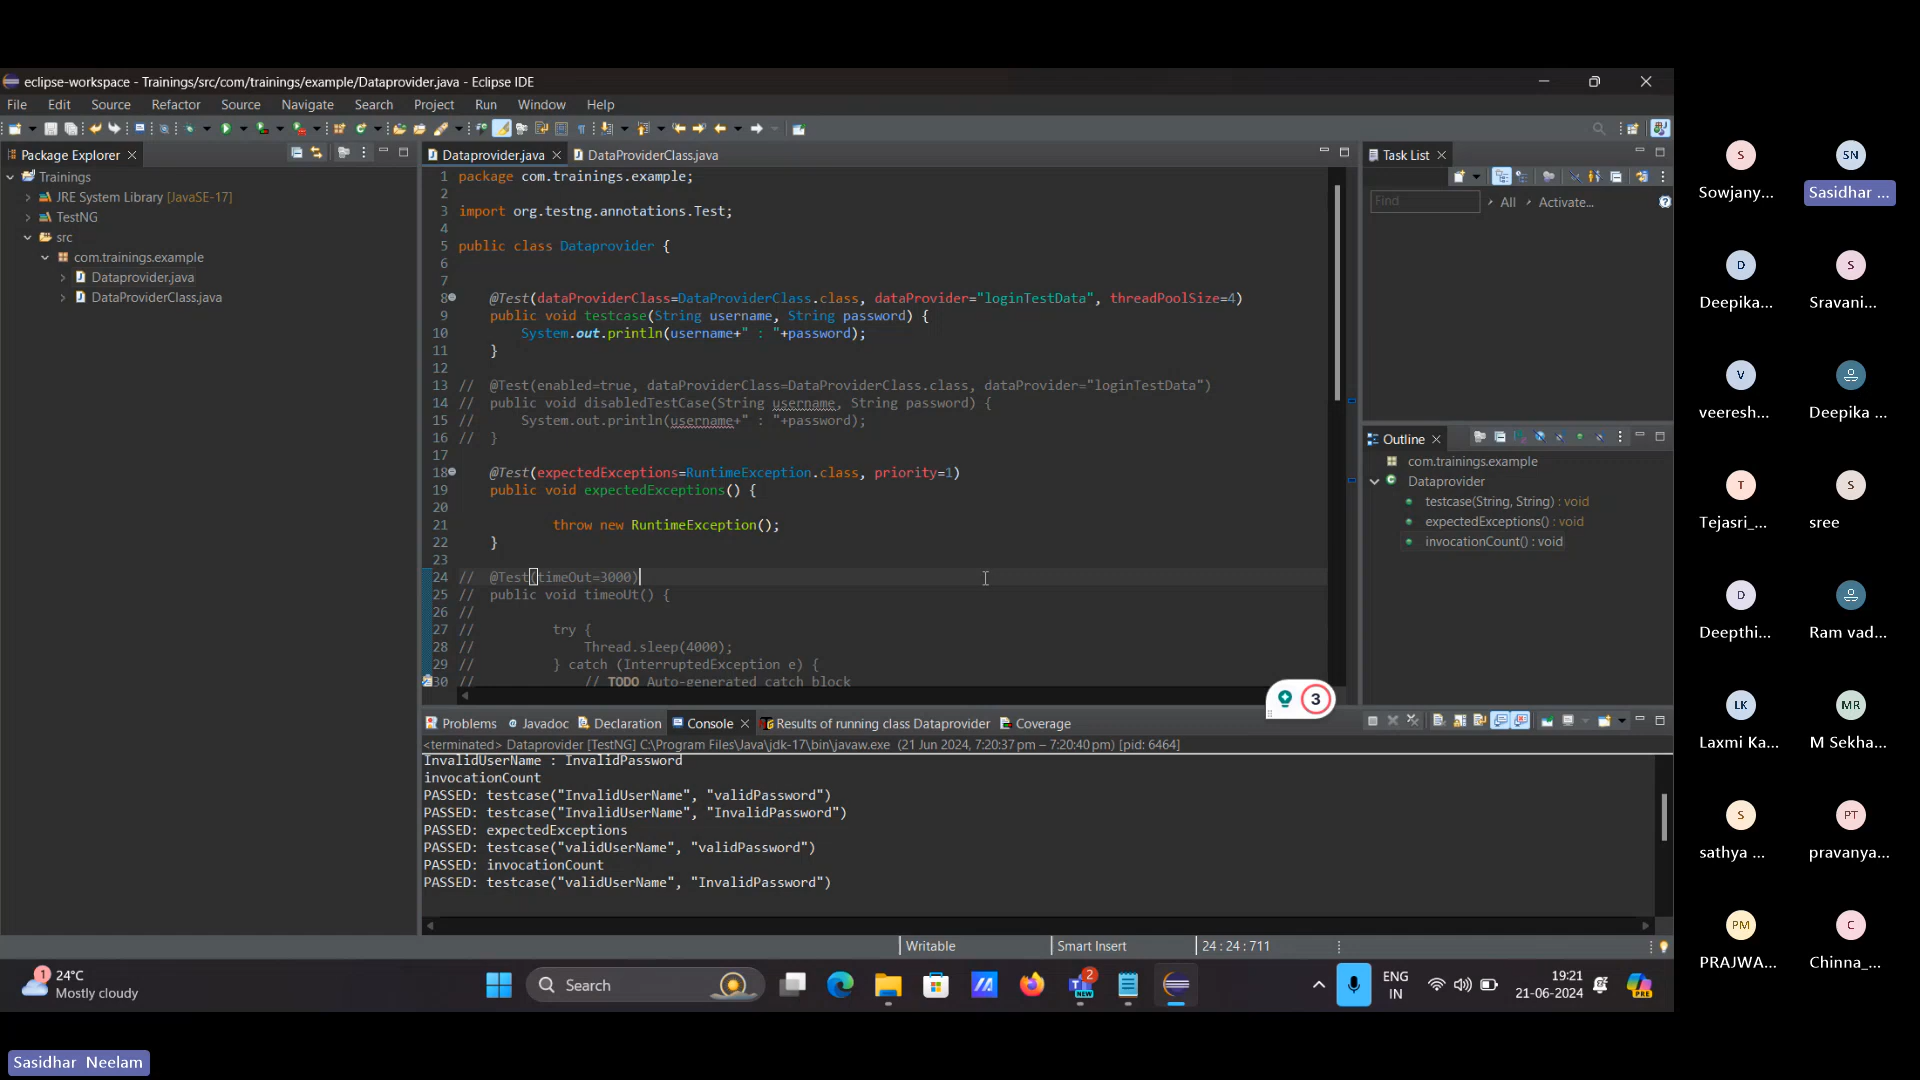 eclipse-workspace - Trainings/src/com/trainings/example/Dataprovider.java - Eclipse IDE
File Edit Source Refactor Source Navigate Search Project Run Window Help
Package Explorer
Trainings
JRE System Library [JavaSE-17]
TestNG
src
com.trainings.example
Dataprovider.java
DataProviderClass.java
Dataprovider.java DataProviderClass.java
1 package com.trainings.example;
2
3 import org.testng.annotations.Test;
4
5 public class Dataprovider {
6
7
8 @Test(dataProviderClass=DataProviderClass.class, dataProvider="loginTestData", threadPoolSize=4)
9 public void testcase(String username, String password) {
10 System.out.println(username+" : "+password);
11 }
12
13 // @Test(enabled=true, dataProviderClass=DataProviderClass.class, dataProvider="loginTestData")
14 // public void disabledTestCase(String username, String password) {
15 // System.out.println(username+" : "+password);
16 // }
17
18 @Test(expectedExceptions=RuntimeException.class, priority=1)
19 public void expectedExceptions() {
20
21 throw new RuntimeException();
22 }
23
24 // @Test(timeOut=3000)
25 // public void timeoUt() {
26 //
27 // try {
28 // Thread.sleep(4000);
29 // } catch (InterruptedException e) {
30 // // TODO Auto-generated catch block
3
Task List
Find All Activate...
Outline
com.trainings.example
Dataprovider
testcase(String, String) : void
expectedExceptions() : void
invocationCount() : void
Problems Javadoc Declaration Console Results of running class Dataprovider Coverage
<terminated> Dataprovider [TestNG] C:\Program Files\Java\jdk-17\bin\javaw.exe (21 Jun 2024, 7:20:37 pm – 7:20:40 pm) [pid: 6464]
InvalidUserName : InvalidPassword
invocationCount
PASSED: testcase("InvalidUserName", "validPassword")
PASSED: testcase("InvalidUserName", "InvalidPassword")
PASSED: expectedExceptions
PASSED: testcase("validUserName", "validPassword")
PASSED: invocationCount
PASSED: testcase("validUserName", "InvalidPassword")
Writable Smart Insert 24 : 24 : 711
1
24°C
Mostly cloudy
Search
NEW 2
ENG
IN
19:21
21-06-2024
PRE
S SN
Sowjany... Sasidhar ...
D S
Deepika... Sravani...
V
veeresh... Deepika ...
T S
Tejasri_... sree
D
Deepthi... Ram vad...
LK MR
Laxmi Ka... M Sekha...
S PT
sathya ... pravanya...
PM C
PRAJWA... Chinna_...
Sasidhar Neelam